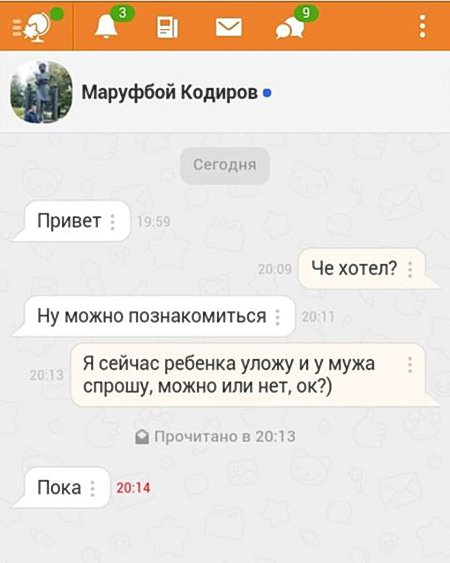 3
9
Маруфбой Кодиров
Сегодня
Привет
19:59
20:09
Че хотел?
Ну можно познакомиться
20:11
20:13
Я сейчас ребенка уложу и у мужа
спрошу, можно или нет, ок?)
Прочитано в 20:13
Пока
20:14